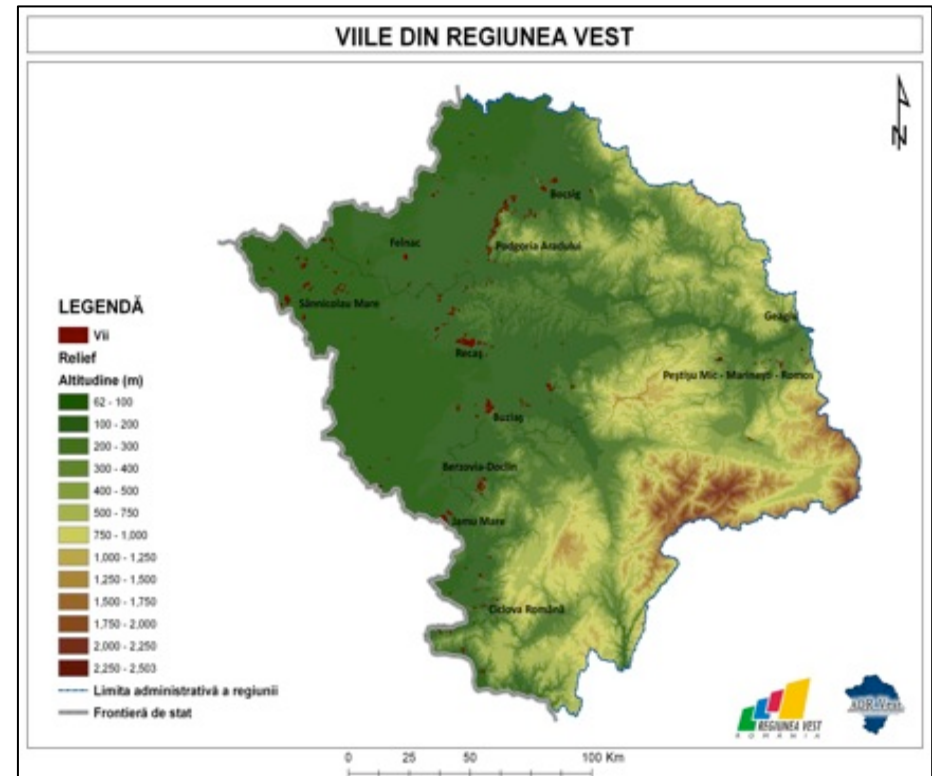 VIILE DIN REGIUNEA VEST
N
Bocsig
Felnac
Podgoria Aradului
Sânnicolau Mare
Geagiu
Recaș
Peștișu Mic - Marinești - Romos
Buziaș
Berzovia-Doclin
Jamu Mare
Ciclova Română
LEGENDĂ
Vii
Relief
Altitudine (m)
62 - 100
100 - 200
200 - 300
300 - 400
400 - 500
500 - 750
750 - 1,000
1,000 - 1,250
1,250 - 1,500
1,500 - 1,750
1,750 - 2,000
2,000 - 2,250
2,250 - 2,503
Limita administrativă a regiunii
Frontieră de stat
REGIUNEA VEST
ROMÂNIA
ADR Vest
0 25 50 100 Km